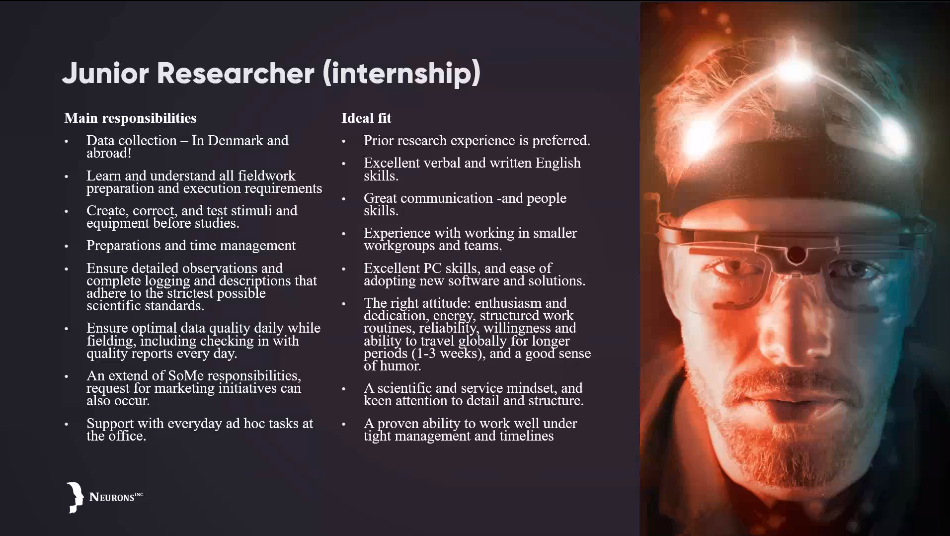 Junior Researcher (internship)
Main responsibilities
• Data collection – In Denmark and
abroad!
• Learn and understand all fieldwork
preparation and execution requirements
• Create, correct, and test stimuli and
equipment before studies.
• Preparations and time management
• Ensure detailed observations and
complete logging and descriptions that
adhere to the strictest possible
scientific standards.
• Ensure optimal data quality daily while
fielding, including checking in with
quality reports every day.
• An extend of SoMe responsibilities,
request for marketing initiatives can
also occur.
• Support with everyday ad hoc tasks at
the office.
Ideal fit
• Prior research experience is preferred.
• Excellent verbal and written English
skills.
• Great communication -and people
skills.
• Experience with working in smaller
workgroups and teams.
• Excellent PC skills, and ease of
adopting new software and solutions.
• The right attitude: enthusiasm and
dedication, energy, structured work
routines, reliability, willingness and
ability to travel globally for longer
periods (1-3 weeks), and a good sense
of humor.
• A scientific and service mindset, and
keen attention to detail and structure.
• A proven ability to work well under
tight management and timelines
NEURONS INC